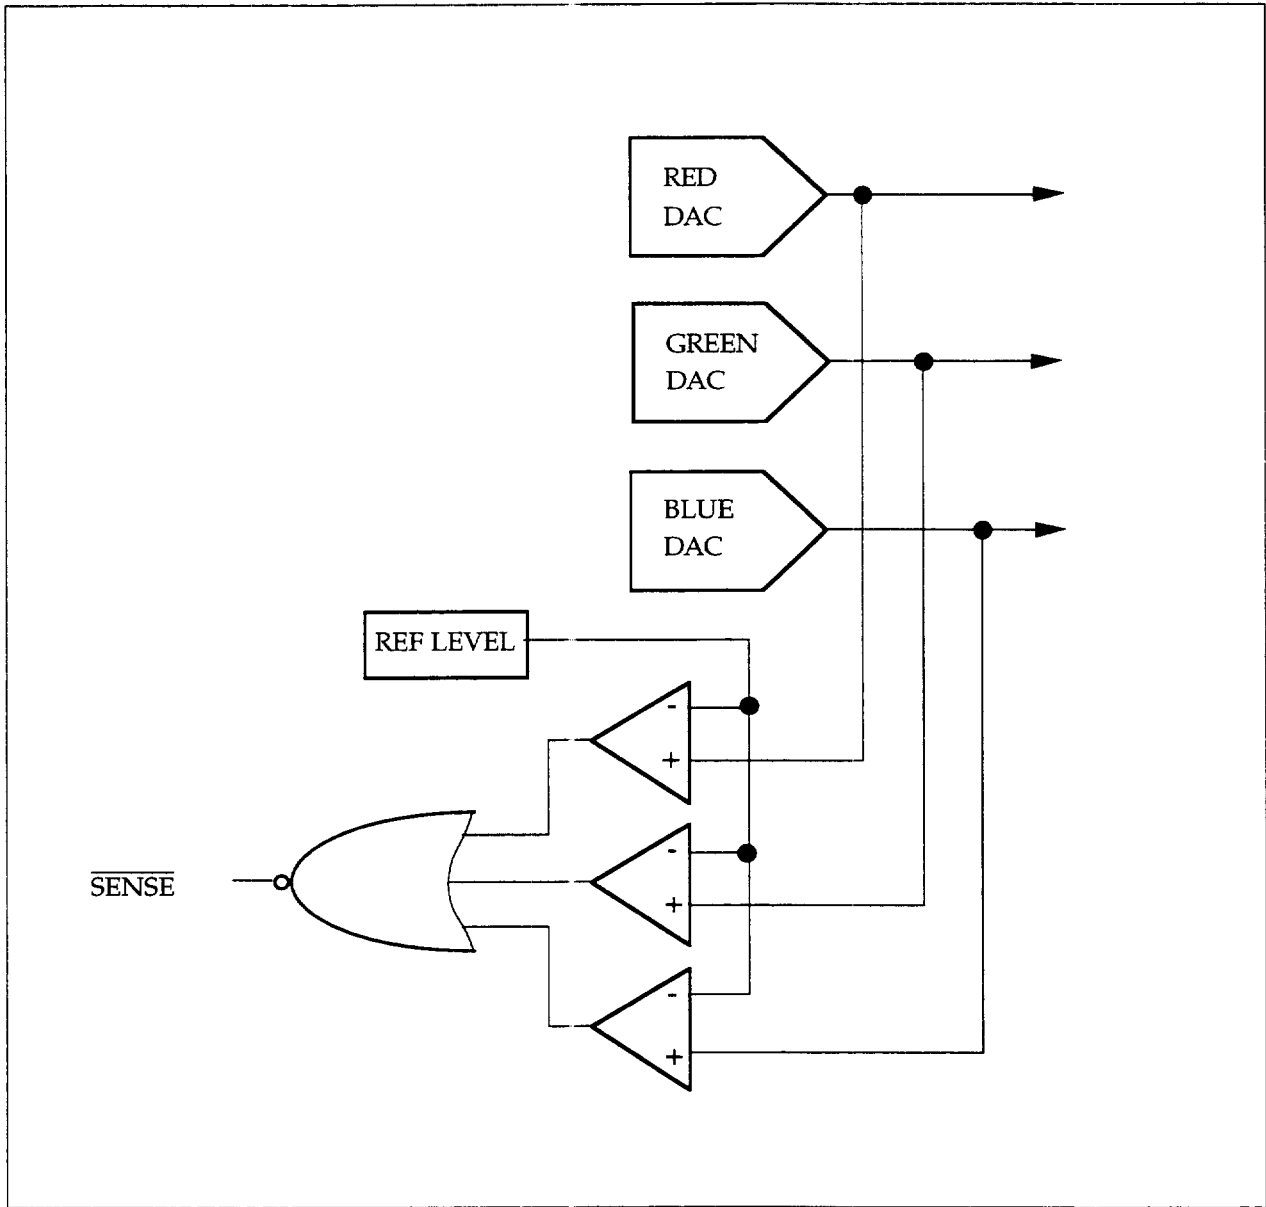 RED
DAC
GREEN
DAC
BLUE
DAC
REF LEVEL
-
+
-
+
-
+
SENSE